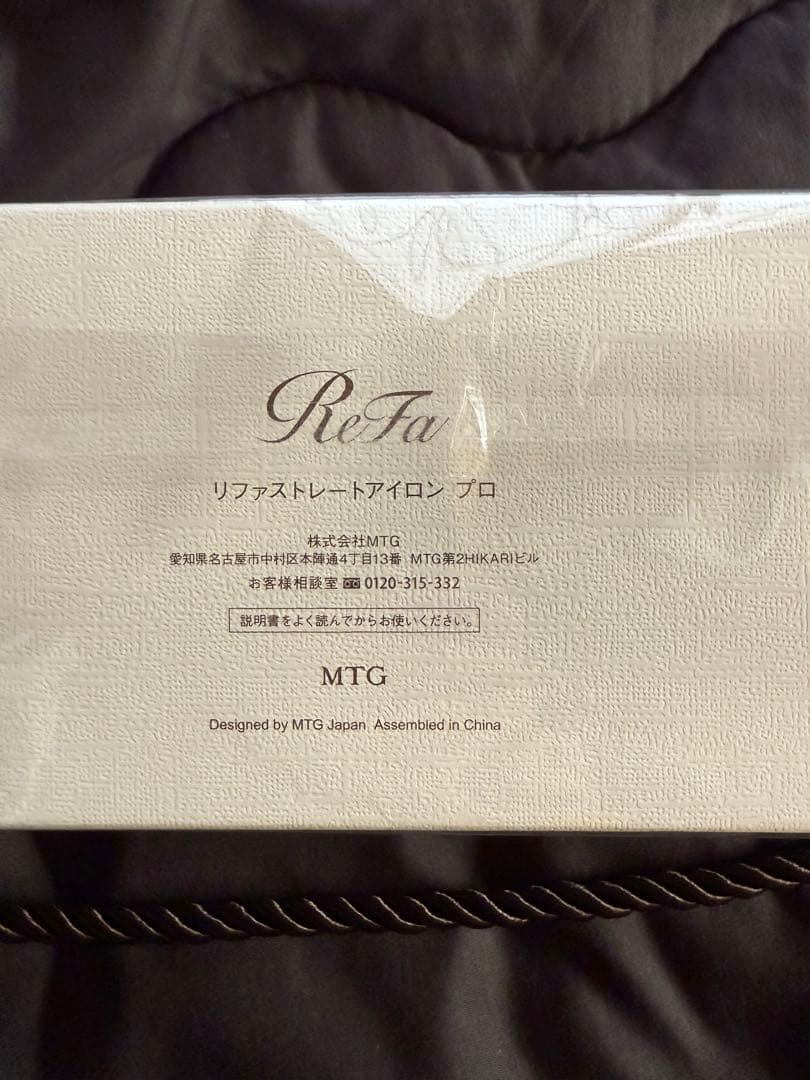 ReFa
リファストレートアイロン プロ
株式会社MTG
愛知県名古屋市中村区本陣通4丁目13番 MTG第2HIKARIビル
お客様相談室 0120-315-332
説明書をよく読んでからお使いください。
MTG
Designed by MTG Japan Assembled in China